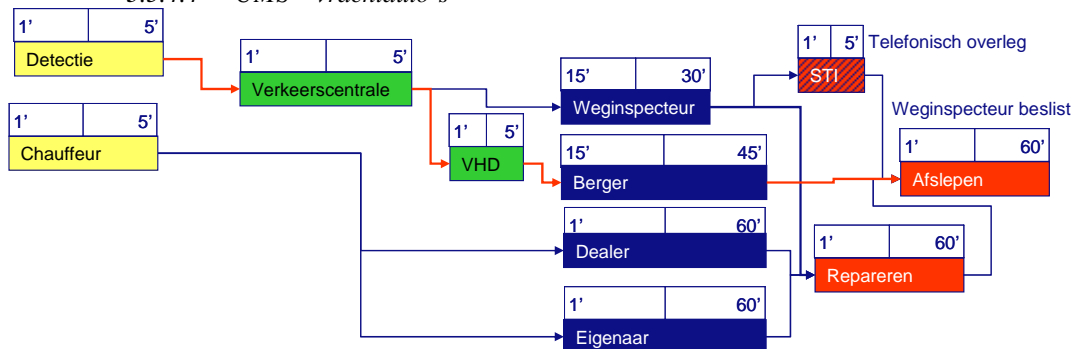 1' 5'
Detectie
1' 5'
Verkeerscentrale
15' 30'
Weginspecteur
1' 5'
STI
Telefonisch overleg
1' 5'
Chauffeur
1' 5'
VHD
15' 45'
Berger
Weginspecteur beslist
1' 60'
Afslepen
1' 60'
Dealer
1' 60'
Repareren
1' 60'
Eigenaar